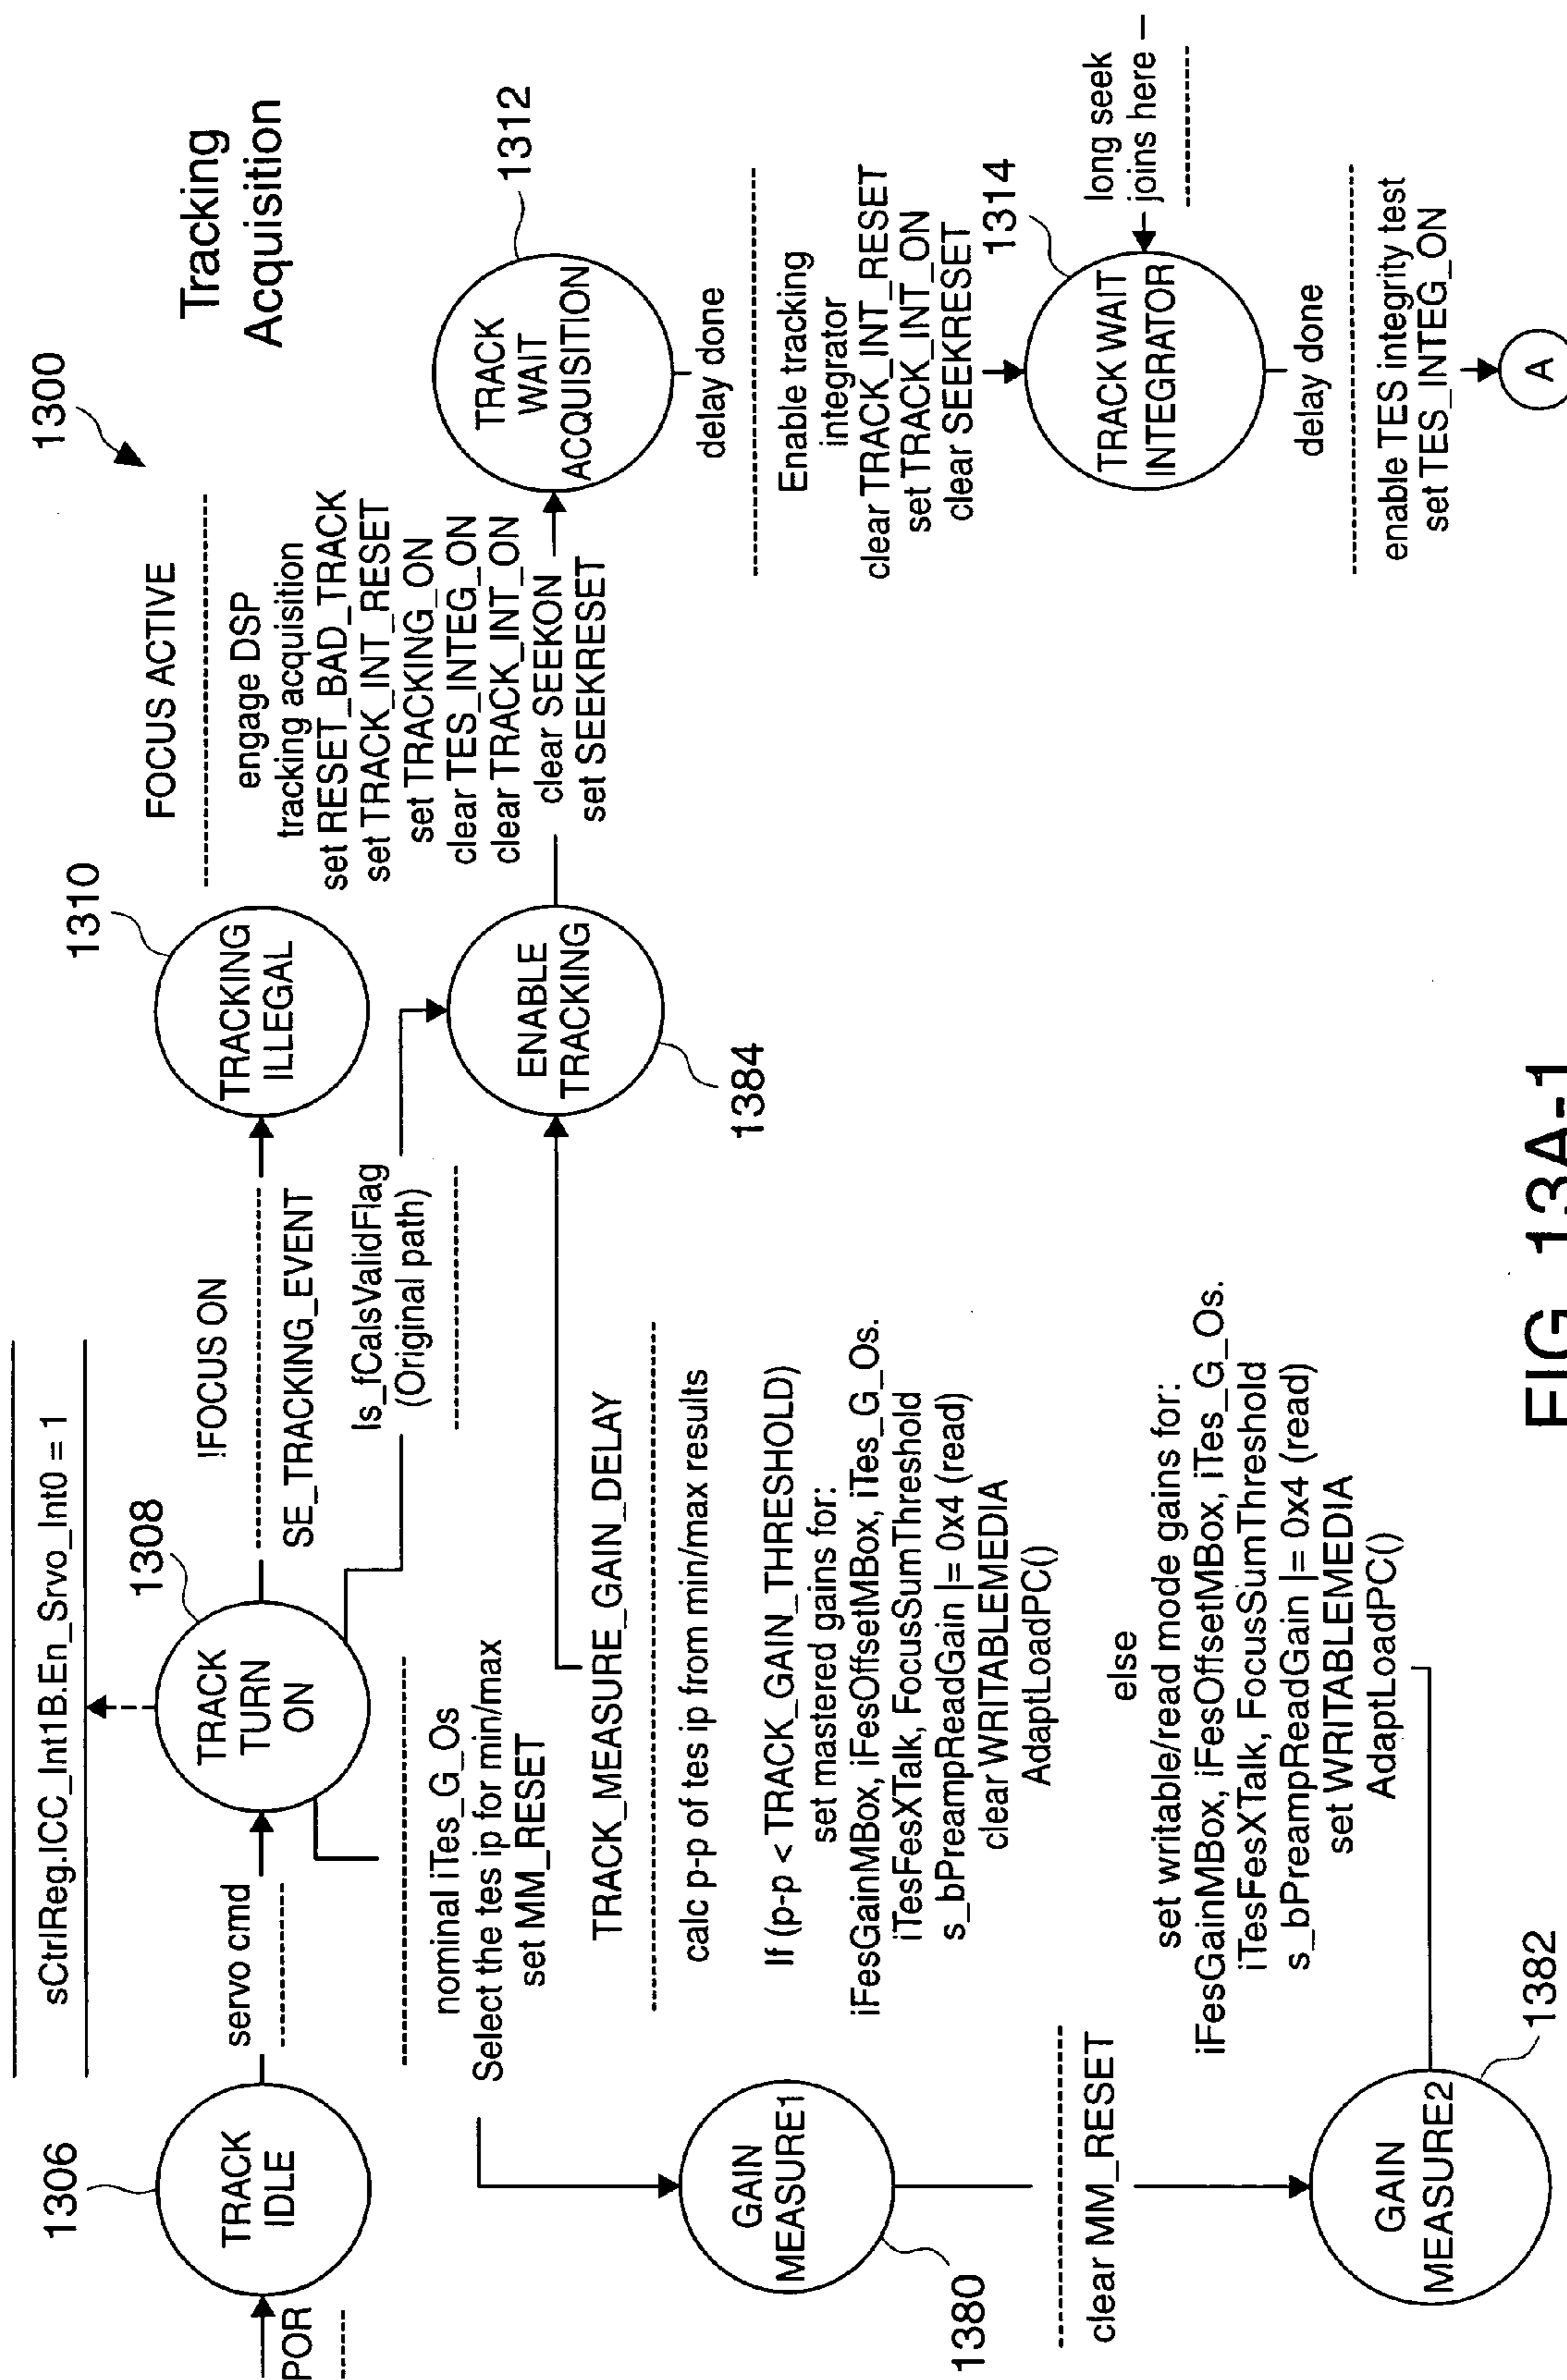 1300
Tracking
Acquisition
sCtrlReg.ICC_Int1B.En_Srvo_Int0 = 1
POR
1306
TRACK
IDLE
servo cmd
1308
TRACK
TURN
ON
!FOCUS ON
SE_TRACKING_EVENT
1310
TRACKING
ILLEGAL
Is_fCalsValidFlag
(Original path)
nominal iTes_G_Os
Select the tes ip for min/max
set MM_RESET
1380
GAIN
MEASURE1
clear MM_RESET
GAIN
MEASURE2
1382
TRACK_MEASURE_GAIN_DELAY
calc p-p of tes ip from min/max results
If (p-p < TRACK_GAIN_THRESHOLD)
set mastered gains for:
iFesGainMBox, iFesOffsetMBox, iTes_G_Os.
iTesFesXTalk, FocusSumThreshold
s_bPreampReadGain |= 0x4 (read)
clear WRITABLEMEDIA
AdaptLoadPC()
else
set writable/read mode gains for:
iFesGainMBox, iFesOffsetMBox, iTes_G_Os.
iTesFesXTalk, FocusSumThreshold
s_bPreampReadGain |= 0x4 (read)
set WRITABLEMEDIA
AdaptLoadPC()
ENABLE
TRACKING
1384
FOCUS ACTIVE
engage DSP
tracking acquisition
set RESET_BAD_TRACK
set TRACK_INT_RESET
set TRACKING_ON
clear TES_INTEG_ON
clear TRACK_INT_ON
clear SEEKON
set SEEKRESET
1312
TRACK
WAIT
ACQUISITION
delay done
Enable tracking
integrator
clear TRACK_INT_RESET
set TRACK_INT_ON
clear SEEKRESET
1314
TRACK WAIT
INTEGRATOR
long seek
joins here
delay done
enable TES integrity test
set TES_INTEG_ON
A
FIG. 13A-1